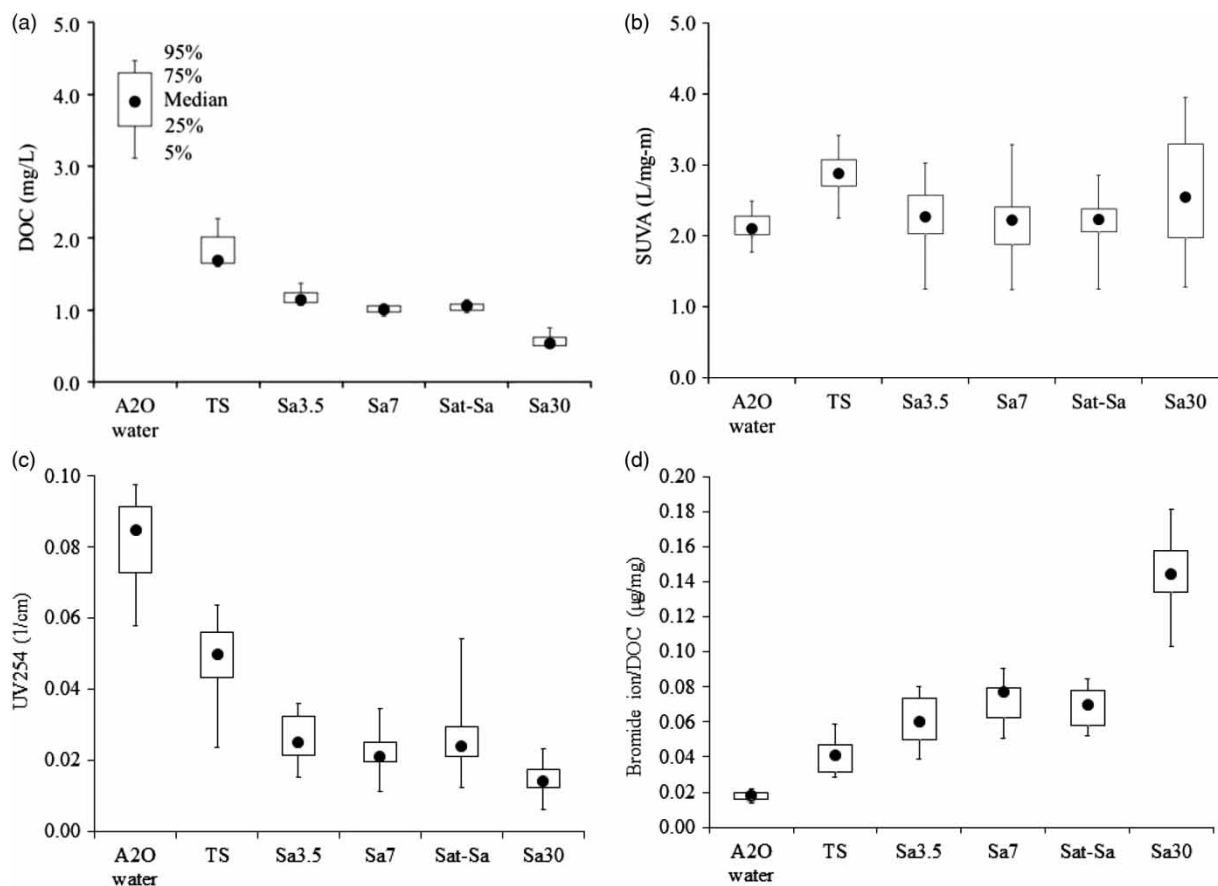 (a)
5.0
4.0
3.0
2.0
1.0
0.0
DOC (mg/L)
95%
75%
Median
25%
5%
A2O
water
TS
Sa3.5
Sa7
Sat-Sa
Sa30
(b)
5.0
4.0
3.0
2.0
1.0
0.0
SUVA (L/mg-m)
A2O
water
TS
Sa3.5
Sa7
Sat-Sa
Sa30
(c)
0.10
0.08
0.06
0.04
0.02
0.00
UV254 (1/cm)
A2O
water
TS
Sa3.5
Sa7
Sat-Sa
Sa30
(d)
0.20
0.18
0.16
0.14
0.12
0.10
0.08
0.06
0.04
0.02
0.00
Bromide ion/DOC (µg/mg)
A2O
water
TS
Sa3.5
Sa7
Sat-Sa
Sa30